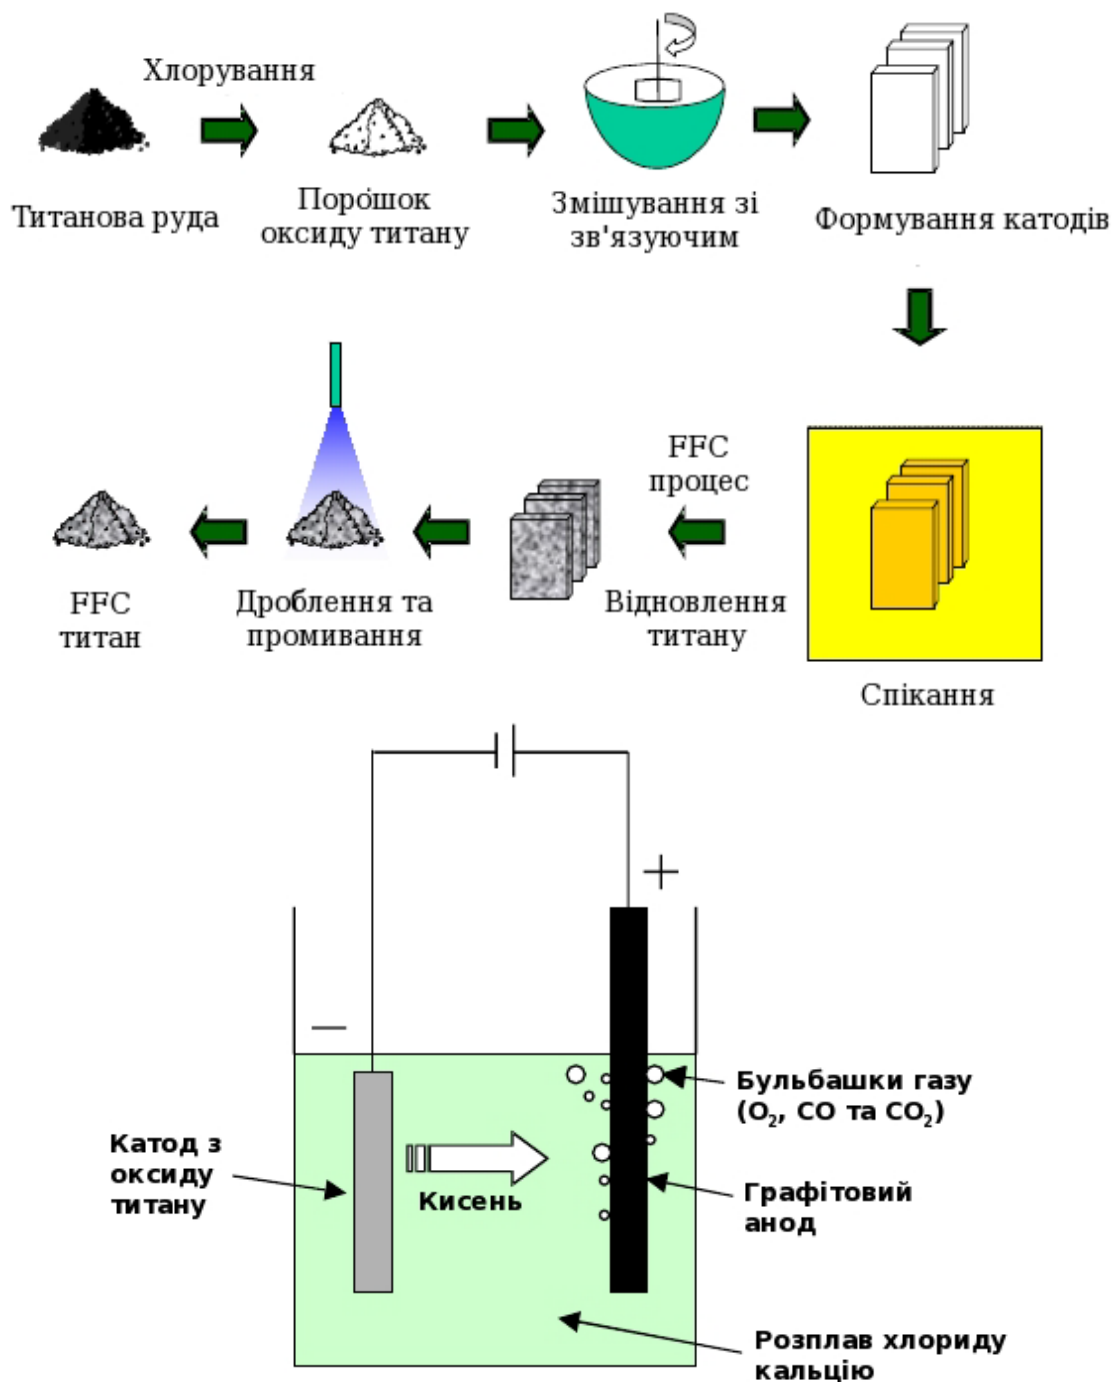 Хлорування
Титанова руда
Порошок
оксиду титану
Змішування зі
зв'язуючим
Формування катодів
FFC
процес
Відновлення
титану
Спікання
Дроблення та
промивання
FFC
титан
+
—
Бульбашки газу
(O₂, CO та CO₂)
Катод з
оксиду
титану
Кисень
Графітовий
анод
Розплав хлориду
кальцію